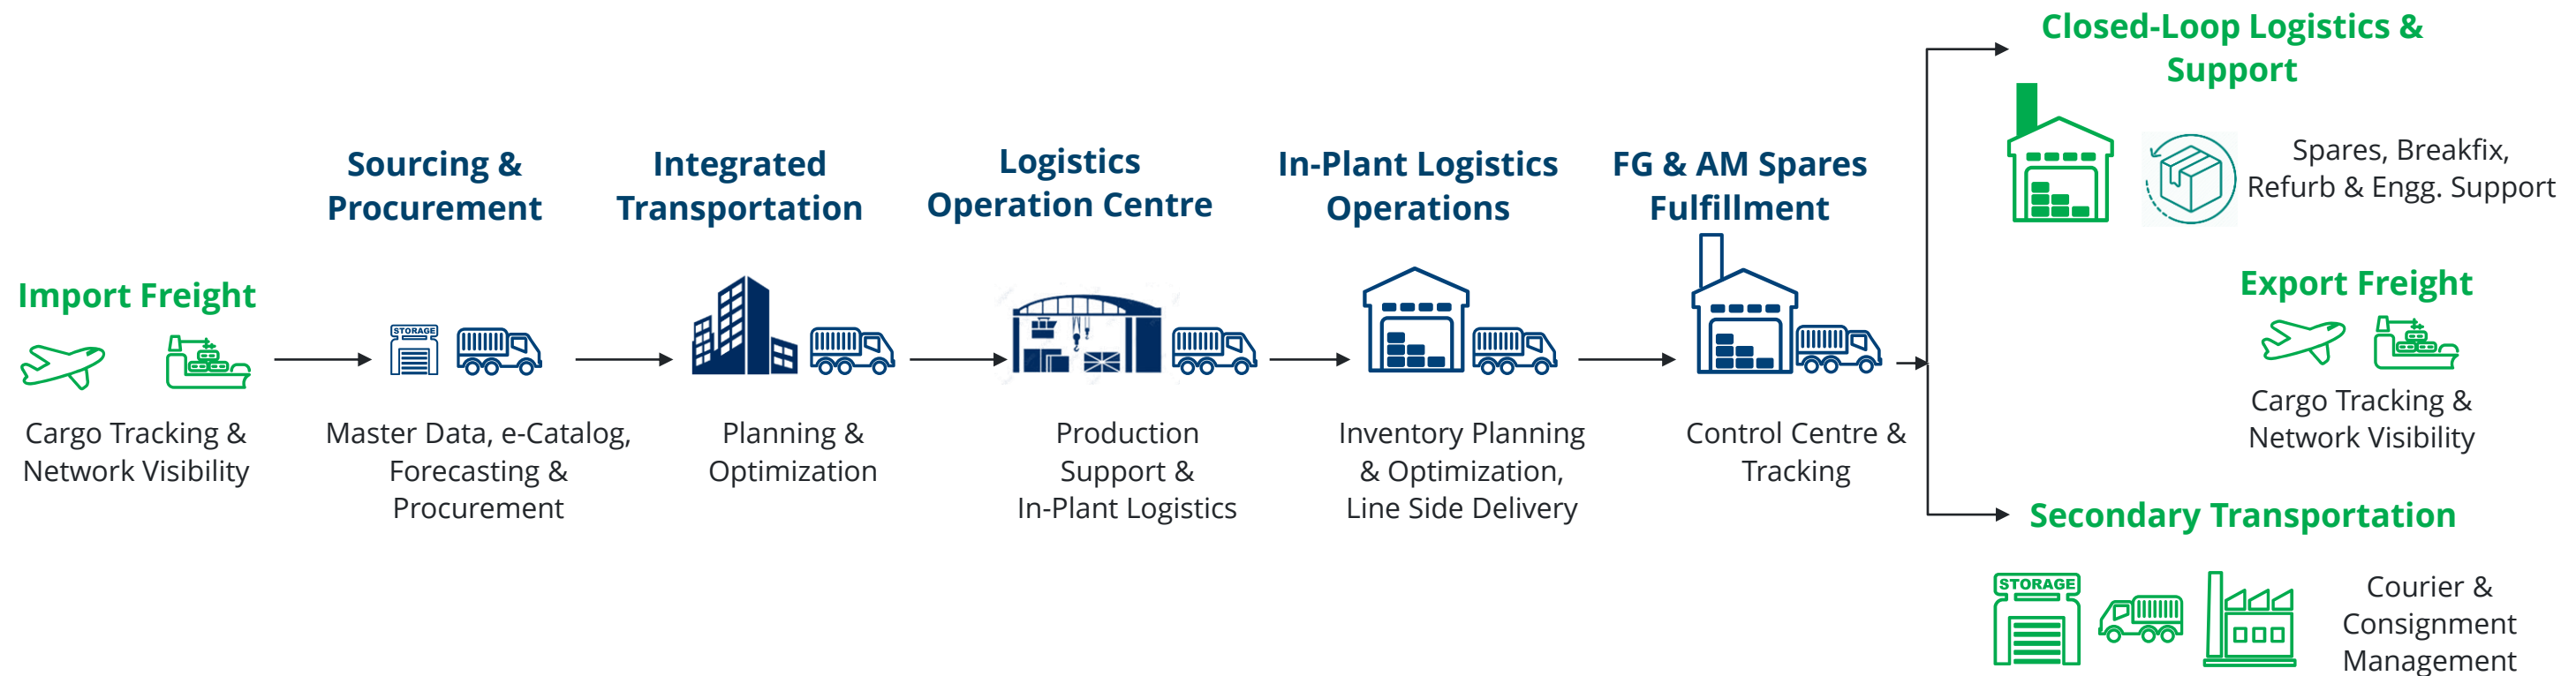 Import Freight
Cargo Tracking &
Network Visibility
Sourcing &
Procurement
STORAGE
Master Data, e-Catalog,
Forecasting &
Procurement
Integrated
Transportation
Planning &
Optimization
Logistics
Operation Centre
Production
Support &
In-Plant Logistics
In-Plant Logistics
Operations
Inventory Planning
& Optimization,
Line Side Delivery
FG & AM Spares
Fulfillment
Control Centre &
Tracking
Closed-Loop Logistics &
Support
Spares, Breakfix,
Refurb & Engg. Support
Export Freight
Cargo Tracking &
Network Visibility
Secondary Transportation
STORAGE
Courier &
Consignment
Management